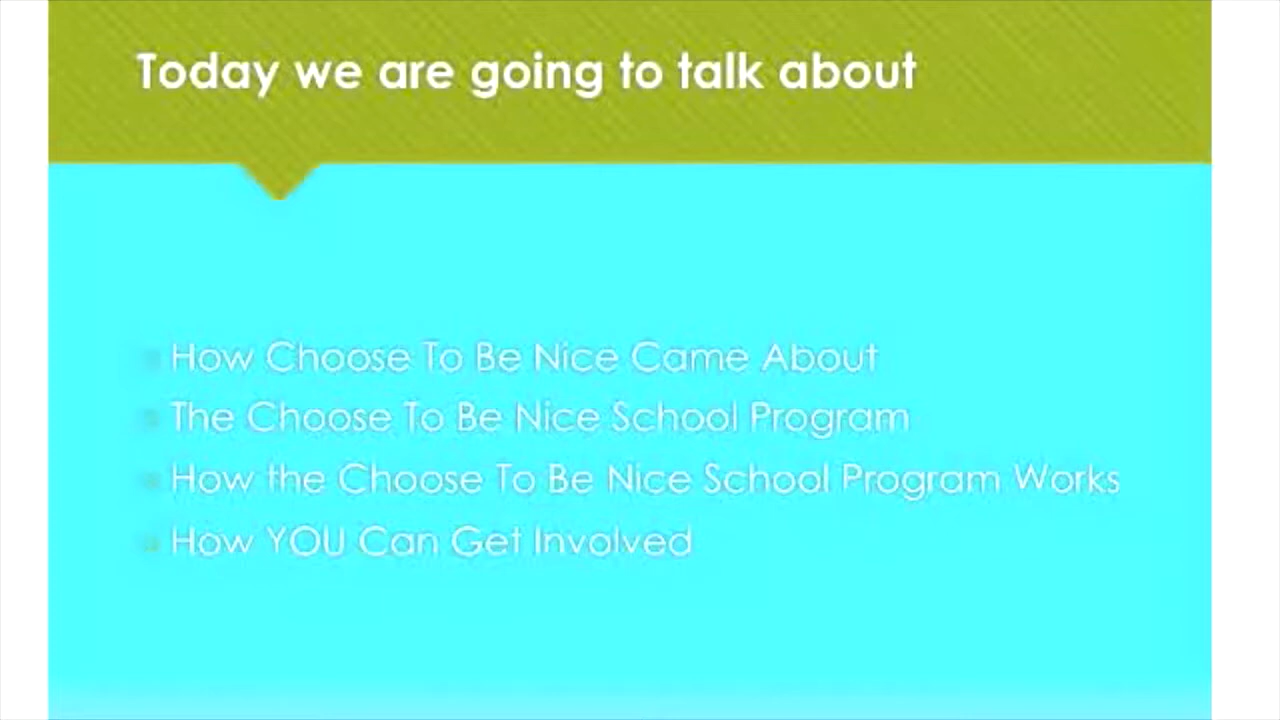 Today we are going to talk about
How Choose To Be Nice Came About
The Choose To Be Nice School Program
How the Choose To Be Nice School Program Works
How YOU Can Get Involved